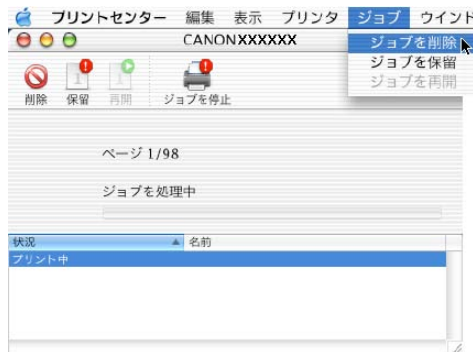 プリントセンター 編集 表示 プリンタ ジョブ ウインド
CANONXXXXXX
ジョブを削除
ジョブを保留
ジョブを再開
削除 保留 再開 ジョブを停止
ページ 1/98
ジョブを処理中
状況 名前
プリント中